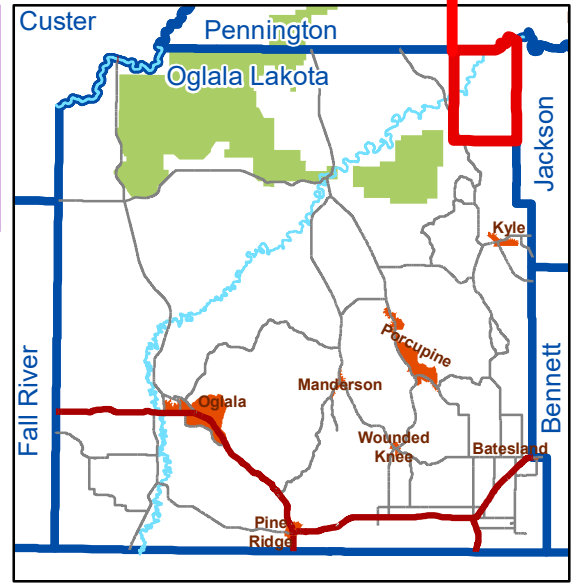 Custer
Pennington
Oglala Lakota
Jackson
Kyle
Porcupine
Fall River
Manderson
Oglala
Bennett
Wounded
Knee
Batesland
Pine
Ridge